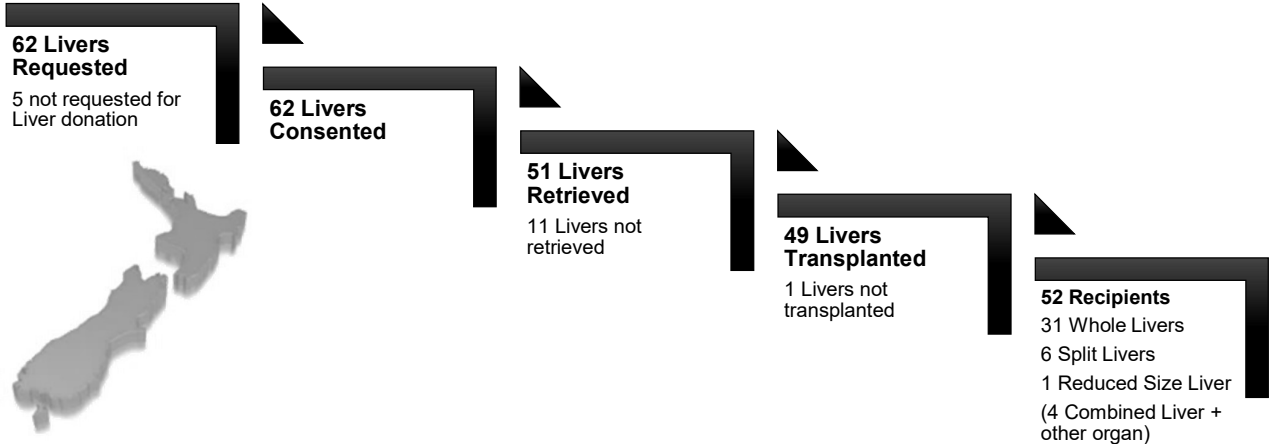 62 Livers
Requested
5 not requested for
Liver donation
62 Livers
Consented
51 Livers
Retrieved
11 Livers not
retrieved
49 Livers
Transplanted
1 Livers not
transplanted
52 Recipients
31 Whole Livers
6 Split Livers
1 Reduced Size Liver
(4 Combined Liver +
other organ)